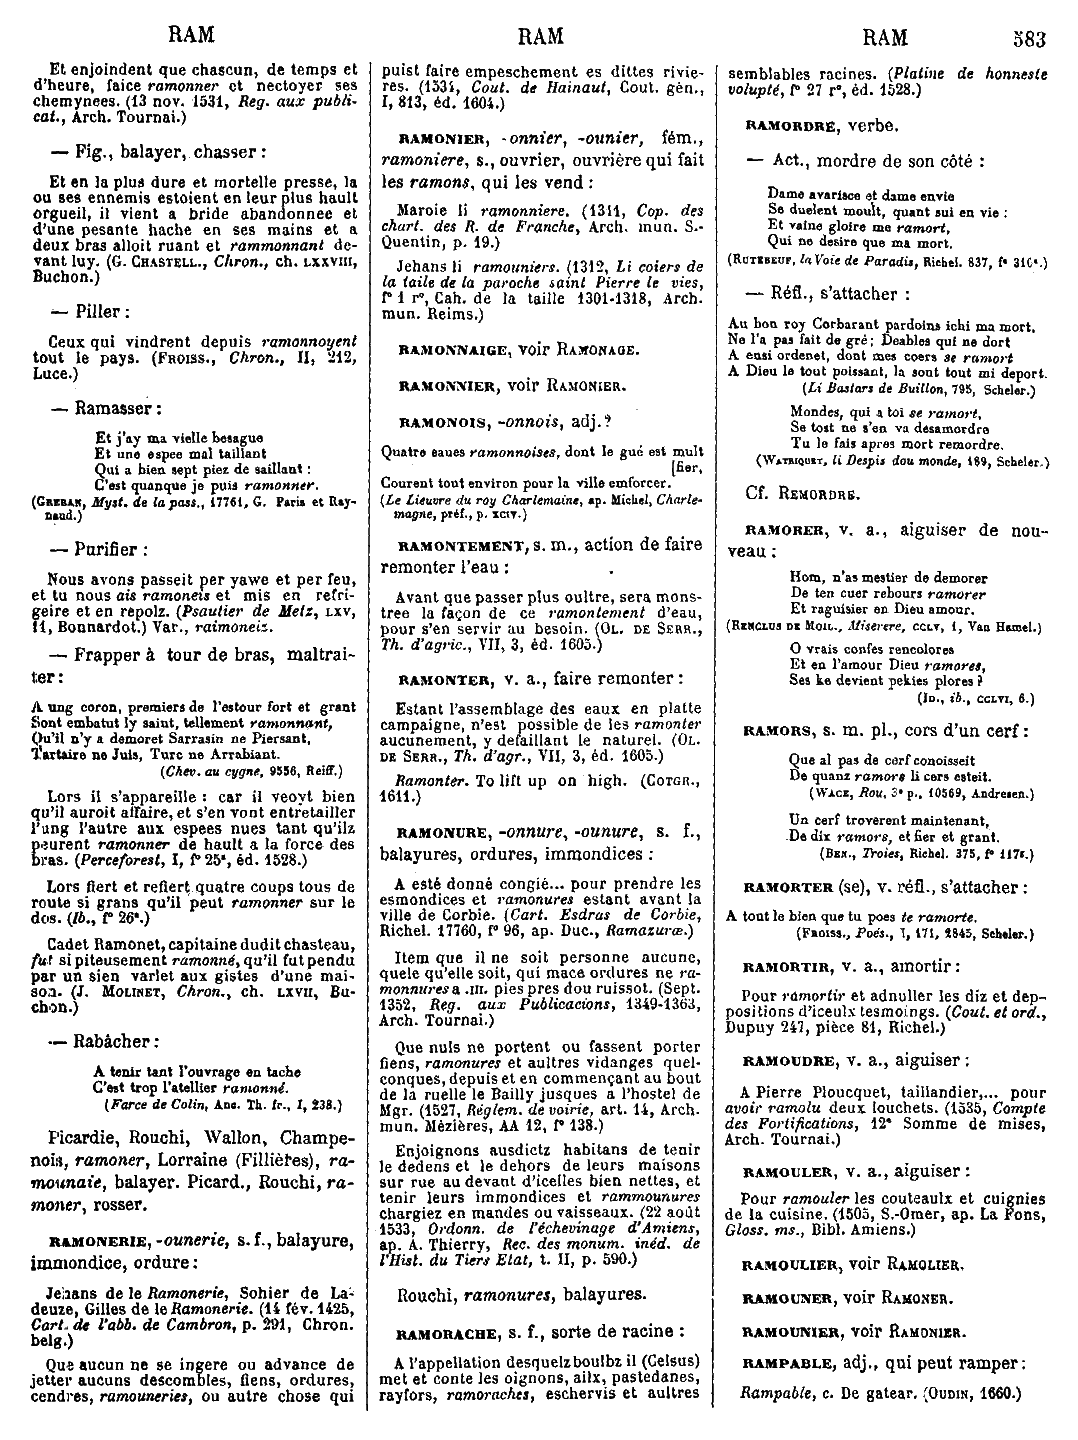 RAM
RAM
RAM
583
Et enjoindent que chascun, de temps et
d'heure, faice ramonner et nectoyer ses
chemynees. (13 nov. 1531, Reg. aux publi-
cat., Arch. Tournai.)
— Fig., balayer, chasser :
Et en la plus dure et mortelle presse, la
ou ses ennemis estoient en leur plus hault
orgueil, il vient a bride abandonnee et
d'une pesante hache en ses mains et a
deux bras alloit ruant et rammonnant de-
vant luy. (G. CHASTELL., Chron., ch. LXXVIII,
Buchon.)
— Piller :
Ceux qui vindrent depuis ramonnoyent
tout le pays. (FROISS., Chron., II, 212,
Luce.)
— Ramasser :
Et j'ay ma vielle besague
Et une espee mal taillant
Qui a bien sept piez de saillant :
C'est quanque je puis ramonner.
(GREBAN, Myst. de la pass., 17761, G. Paris et Ray-
naud.)
— Purifier :
Nous avons passeit per yawe et per feu,
et tu nous ais ramoneis et mis en refri-
geire et en repolz. (Psautier de Metz, LXV,
11, Bonnardot.) Var., raimoneiz.
— Frapper à tour de bras, maltrai-
ter :
A ung coron, premiers de l'estour fort et grant
Sont embatut ly saint, tellement ramonnant,
Qu'il n'y a demoret Sarrasin ne Piersant,
Tartaire ne Juis, Turc ne Arrabiant.
(Chev. au cygne, 9556, Reiff.)
Lors il s'appareille : car il veoyt bien
qu'il auroit affaire, et s'en vont entretailler
l'ung l'autre aux espees nues tant qu'ilz
peurent ramonner de hault a la force des
bras. (Perceforest, I, f° 25ª, éd. 1528.)
Lors fiert et refiert quatre coups tous de
route si grans qu'il peut ramonner sur le
dos. (Ib., f° 26ª.)
Cadet Ramonet, capitaine dudit chasteau,
fut si piteusement ramonné, qu'il fut pendu
par un sien varlet aux gistes d'une mai-
son. (J. MOLINET, Chron., ch. LXVII, Bu-
chon.)
— Rabâcher :
A tenir tant l'ouvrage en tache
C'est trop l'atellier ramonné.
(Farce de Colin, Anc. Th. fr., I, 238.)
Picardie, Rouchi, Wallon, Champe-
nois, ramoner, Lorraine (Fillières), ra-
mounaïe, balayer. Picard., Rouchi, ra-
moner, rosser.
RAMONERIE, -ounerie, s. f., balayure,
immondice, ordure :
Jehans de le Ramonerie, Sohier de La-
deuze, Gilles de le Ramonerie. (14 fév. 1425,
Cart. de l'abb. de Cambron, p. 291, Chron.
belg.)
Que aucun ne se ingere ou advance de
jetter aucuns descombles, fiens, ordures,
cendres, ramouneries, ou autre chose qui
puist faire empeschement es dittes rivie-
res. (1534, Cout. de Hainaut, Cout. gén.,
I, 813, éd. 1604.)
RAMONIER, -onnier, -ounier, fém.,
ramoniere, s., ouvrier, ouvrière qui fait
les ramons, qui les vend :
Maroie li ramonniere. (1311, Cop. des
chart. des R. de Franche, Arch. mun. S.-
Quentin, p. 19.)
Jehans li ramouniers. (1312, Li coiers de
la taile de la paroche saint Pierre le vies,
f° 1 r°, Cah. de la taille 1301-1318, Arch.
mun. Reims.)
RAMONNAIGE, voir RAMONAGE.
RAMONNIER, voir RAMONIER.
RAMONOIS, -onnois, adj. ?
Quatre eaues ramonnoises, dont le gué est mult
[fier,
Courent tout environ pour la ville emforcer.
(Le Lieuvre du roy Charlemaine, ap. Michel, Charle-
magne, préf., p. XCIV.)
RAMONTEMENT, s. m., action de faire
remonter l'eau :
Avant que passer plus oultre, sera mons-
tree la façon de ce ramontement d'eau,
pour s'en servir au besoin. (OL. DE SERR.,
Th. d'agric., VII, 3, éd. 1605.)
RAMONTER, v. a., faire remonter :
Estant l'assemblage des eaux en platte
campaigne, n'est possible de les ramonter
aucunement, y defaillant le naturel. (OL.
DE SERR., Th. d'agr., VII, 3, éd. 1605.)
Ramonter. To lift up on high. (COTGR.,
1611.)
RAMONURE, -onnure, -ounure, s. f.,
balayures, ordures, immondices :
A esté donné congié... pour prendre les
esmondices et ramonures estant avant la
ville de Corbie. (Cart. Esdras de Corbie,
Richel. 17760, f° 96, ap. Duc., Ramazuræ.)
Item que il ne soit personne aucune,
quele qu'elle soit, qui mace ordures ne ra-
monnures a .III. pies pres dou ruissot. (Sept.
1352, Reg. aux Publicacions, 1349-1363,
Arch. Tournai.)
Que nuls ne portent ou fassent porter
fiens, ramonures et aultres vidanges quel-
conques, depuis et en commençant au bout
de la ruelle le Bailly jusques a l'hostel de
Mgr. (1527, Réglem. de voirie, art. 14, Arch.
mun. Mézières, AA 12, f° 138.)
Enjoignons ausdictz habitans de tenir
le dedens et le dehors de leurs maisons
sur rue au devant d'icelles bien nettes, et
tenir leurs immondices et rammounures
chargiez en mandes ou vaisseaux. (22 août
1533, Ordonn. de l'échevinage d'Amiens,
ap. A. Thierry, Rec. des monum. inéd. de
l'Hist. du Tiers Etat, t. II, p. 590.)
Rouchi, ramonures, balayures.
RAMORACHE, s. f., sorte de racine :
A l'appellation desquelz boulbz il (Celsus)
met et conte les oignons, ailx, pastedanes,
rayfors, ramoraches, eschervis et aultres
semblables racines. (Platine de honneste
volupté, f° 27 r°, éd. 1528.)
RAMORDRE, verbe.
— Act., mordre de son côté :
Dame avarisce et dame envie
Se duelent moult, quant sui en vie :
Et vaine gloire me ramort,
Qui ne desire que ma mort.
(RUTEBEUF, la Voie de Paradis, Richel. 837, f° 310ª.)
— Réfl., s'attacher :
Au bon roy Corbarant pardoins ichi ma mort,
Ne l'a pas fait de gré; Deables qui ne dort
A ensi ordenet, dont mes coers se ramort
A Dieu le tout poissant, la sont tout mi deport.
(Li Bastars de Buillon, 795, Scheler.)
Mondes, qui a toi se ramort,
Se tost ne s'en va desamordre
Tu le fais apres mort remordre.
(WATRIQUET, li Despis dou monde, 189, Scheler.)
Cf. REMORDRE.
RAMORER, v. a., aiguiser de nou-
veau :
Hom, n'as mestier de demorer
De ten cuer rebours ramorer
Et raguisier en Dieu amour.
(RENCLUS DE MOIL., Miserere, CCLV, 1, Van Hamel.)
O vrais confes rencolores
Et en l'amour Dieu ramores,
Ses ke devient pekies plores ?
(ID., ib., CCLVI, 6.)
RAMORS, s. m. pl., cors d'un cerf :
Que al pas de cerf conoisseit
De quanz ramors li cers esteit.
(WACE, Rou, 3ª p., 10569, Andresen.)
Un cerf troverent maintenant,
De dix ramors, et fier et grant.
(BEN., Troies, Richel. 375, f° 117f.)
RAMORTER (se), v. réfl., s'attacher :
A tout le bien que tu poes te ramorte.
(FROISS., Poés., I, 171, 2845, Scheler.)
RAMORTIR, v. a., amortir :
Pour ramortir et adnuller les diz et dep-
positions d'iceulx tesmoings. (Cout. et ord.,
Dupuy 247, pièce 81, Richel.)
RAMOUDRE, v. a., aiguiser :
A Pierre Ploucquet, taillandier,... pour
avoir ramolu deux louchets. (1535, Compte
des Fortifications, 12ª Somme de mises,
Arch. Tournai.)
RAMOULER, v. a., aiguiser :
Pour ramouler les couteaulx et cuignies
de la cuisine. (1505, S.-Omer, ap. La Fons,
Gloss. ms., Bibl. Amiens.)
RAMOULIER, voir RAMOLIER.
RAMOUNER, voir RAMONER.
RAMOUNIER, voir RAMONIER.
RAMPABLE, adj., qui peut ramper :
Rampable, c. De gatear. (OUDIN, 1660.)